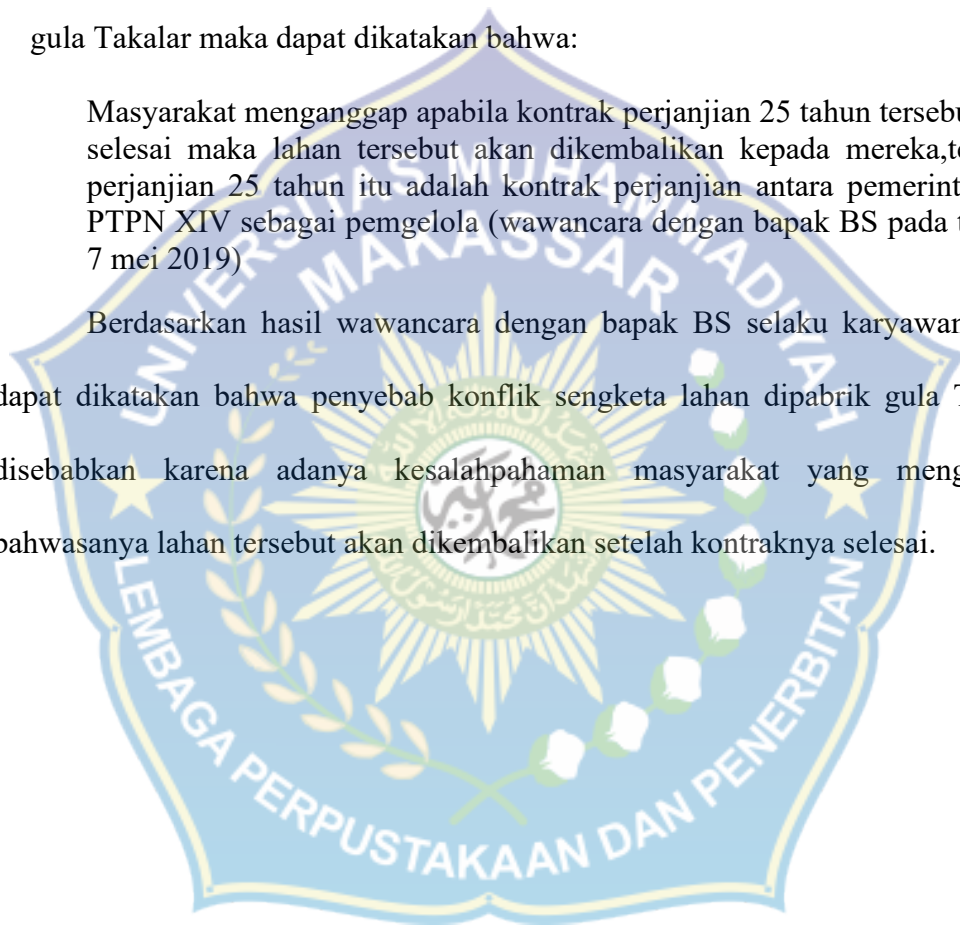 gula Takalar maka dapat dikatakan bahwa:
Masyarakat menganggap apabila kontrak perjanjian 25 tahun tersebu
selesai maka lahan tersebut akan dikembalikan kepada mereka,te
perjanjian 25 tahun itu adalah kontrak perjanjian antara pemerint
PTPN XIV sebagai pemgelola (wawancara dengan bapak BS pada t
7 mei 2019)
Berdasarkan hasil wawancara dengan bapak BS selaku karyawan
dapat dikatakan bahwa penyebab konflik sengketa lahan dipabrik gula T
disebabkan karena adanya kesalahpahaman masyarakat yang meng
bahwasanya lahan tersebut akan dikembalikan setelah kontraknya selesai.
UNIVERSITAS MUHAMMADIYAH
MAKASSAR
LEMBAGA PERPUSTAKAAN DAN PENERBITAN